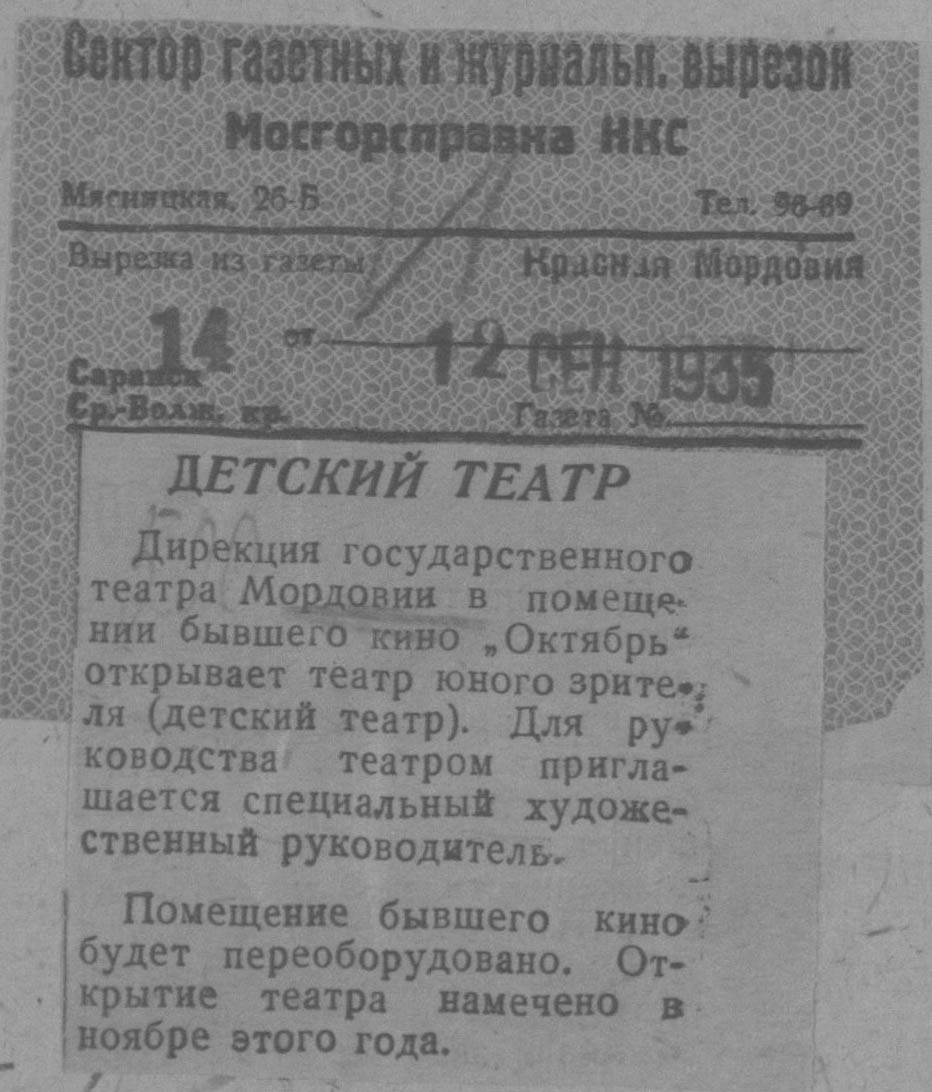 Сектор газетных и журнальн. вырезок
Мосгорсправка НКС
Мясницкая, 26-Б Тел. 96-69
Вырезка из газеты Красная Мордовия
14 от 12 СЕН 1935
Саранск
Ср.-Волж. кр. Газета №
ДЕТСКИЙ ТЕАТР
Дирекция государственного
театра Мордовии в помеще-
нии бывшего кино „Октябрь“
открывает театр юного зрите-
ля (детский театр). Для ру-
ководства театром пригла-
шается специальный художе-
ственный руководитель.
Помещение бывшего кино
будет переоборудовано. От-
крытие театра намечено в
ноябре этого года.